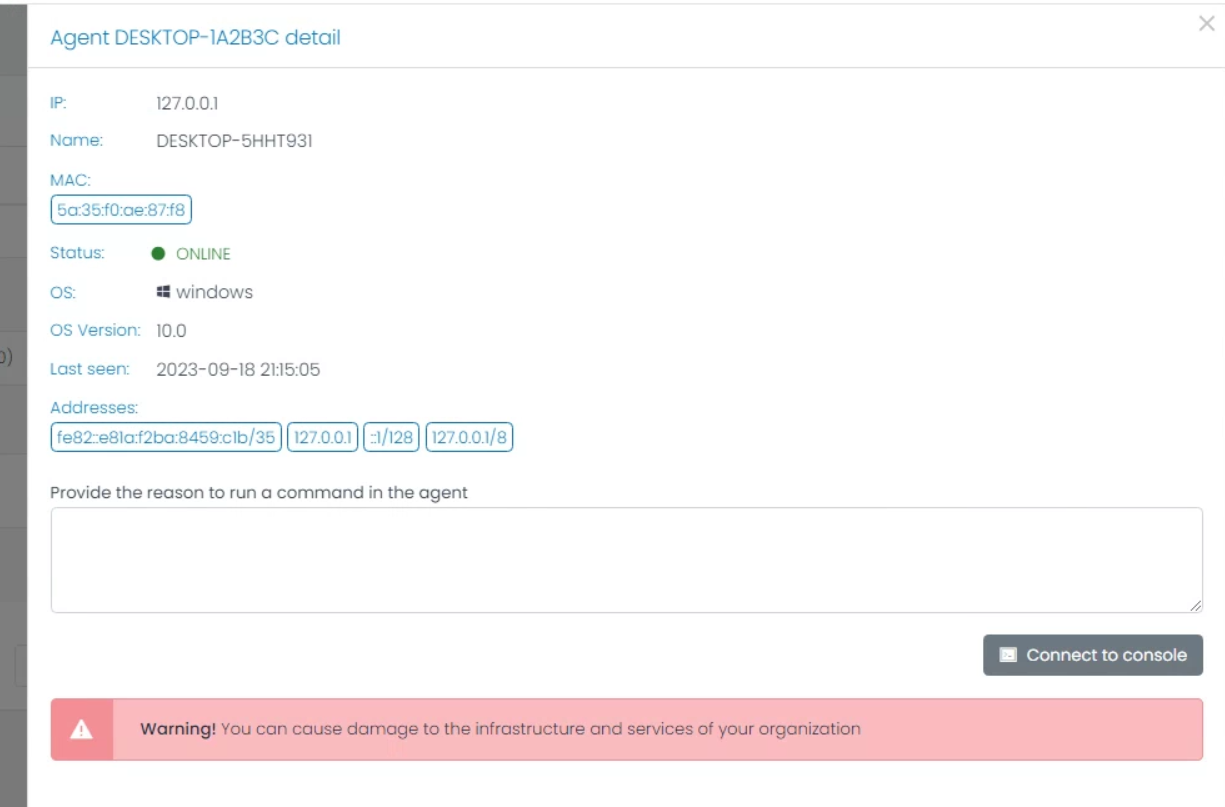 Agent DESKTOP-1A2B3C detail
IP: 127.0.0.1
Name: DESKTOP-5HHT931
MAC:
5a:35:f0:ae:87:f8
Status: ONLINE
OS: windows
OS Version: 10.0
0)
Last seen: 2023-09-18 21:15:05
Addresses:
fe82::e81a:f2ba:8459:c1b/35 127.0.0.1 ::1/128 127.0.0.1/8
Provide the reason to run a command in the agent
Connect to console
Warning! You can cause damage to the infrastructure and services of your organization